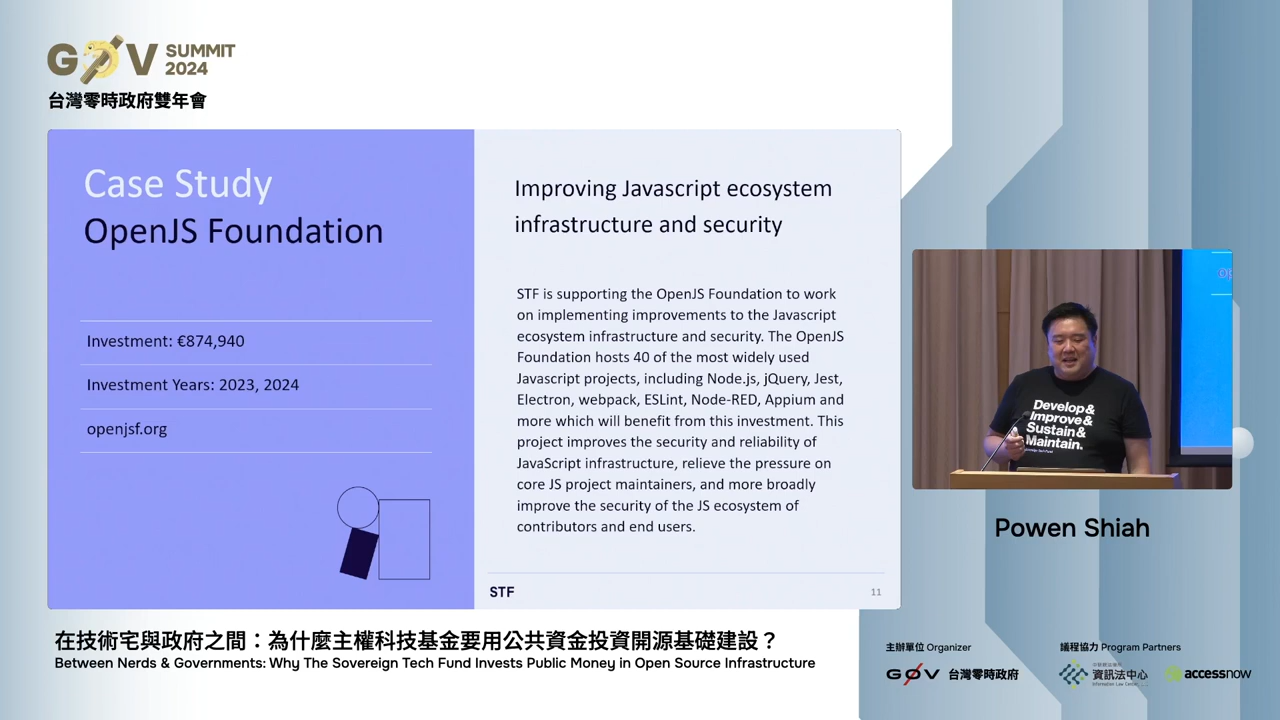 G0V SUMMIT 2024
台灣零時政府雙年會
Case Study
OpenJS Foundation
Investment: €874,940
Investment Years: 2023, 2024
openjsf.org
Improving Javascript ecosystem
infrastructure and security
STF is supporting the OpenJS Foundation to work
on implementing improvements to the Javascript
ecosystem infrastructure and security. The OpenJS
Foundation hosts 40 of the most widely used
Javascript projects, including Node.js, jQuery, Jest,
Electron, webpack, ESLint, Node-RED, Appium and
more which will benefit from this investment. This
project improves the security and reliability of
JavaScript infrastructure, relieve the pressure on
core JS project maintainers, and more broadly
improve the security of the JS ecosystem of
contributors and end users.
STF
11
Develop&
Improve&
Sustain&
Maintain.
Powen Shiah
在技術宅與政府之間：為什麼主權科技基金要用公共資金投資開源基礎建設？
Between Nerds & Governments: Why The Sovereign Tech Fund Invests Public Money in Open Source Infrastructure
主辦單位 Organizer
G0V 台灣零時政府
議程協力 Program Partners
資訊法中心
Information Law Center
accessnow